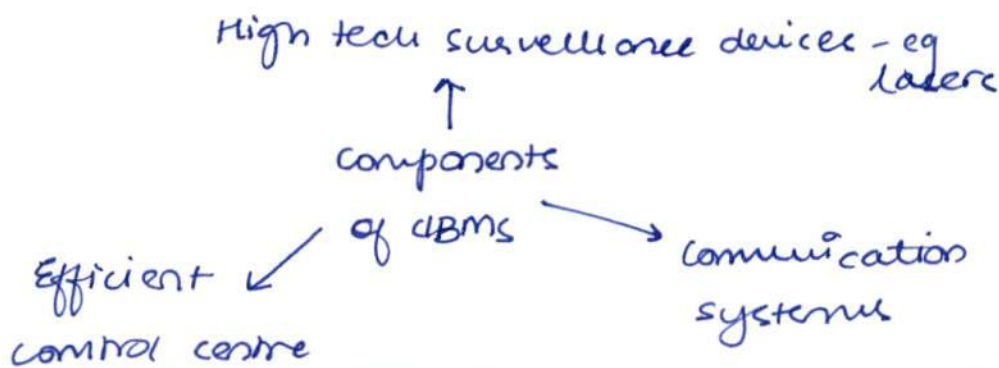 High tech surveillance devices - eg
lasers
components
of CIBMS
Efficient
control centre
communication
systems